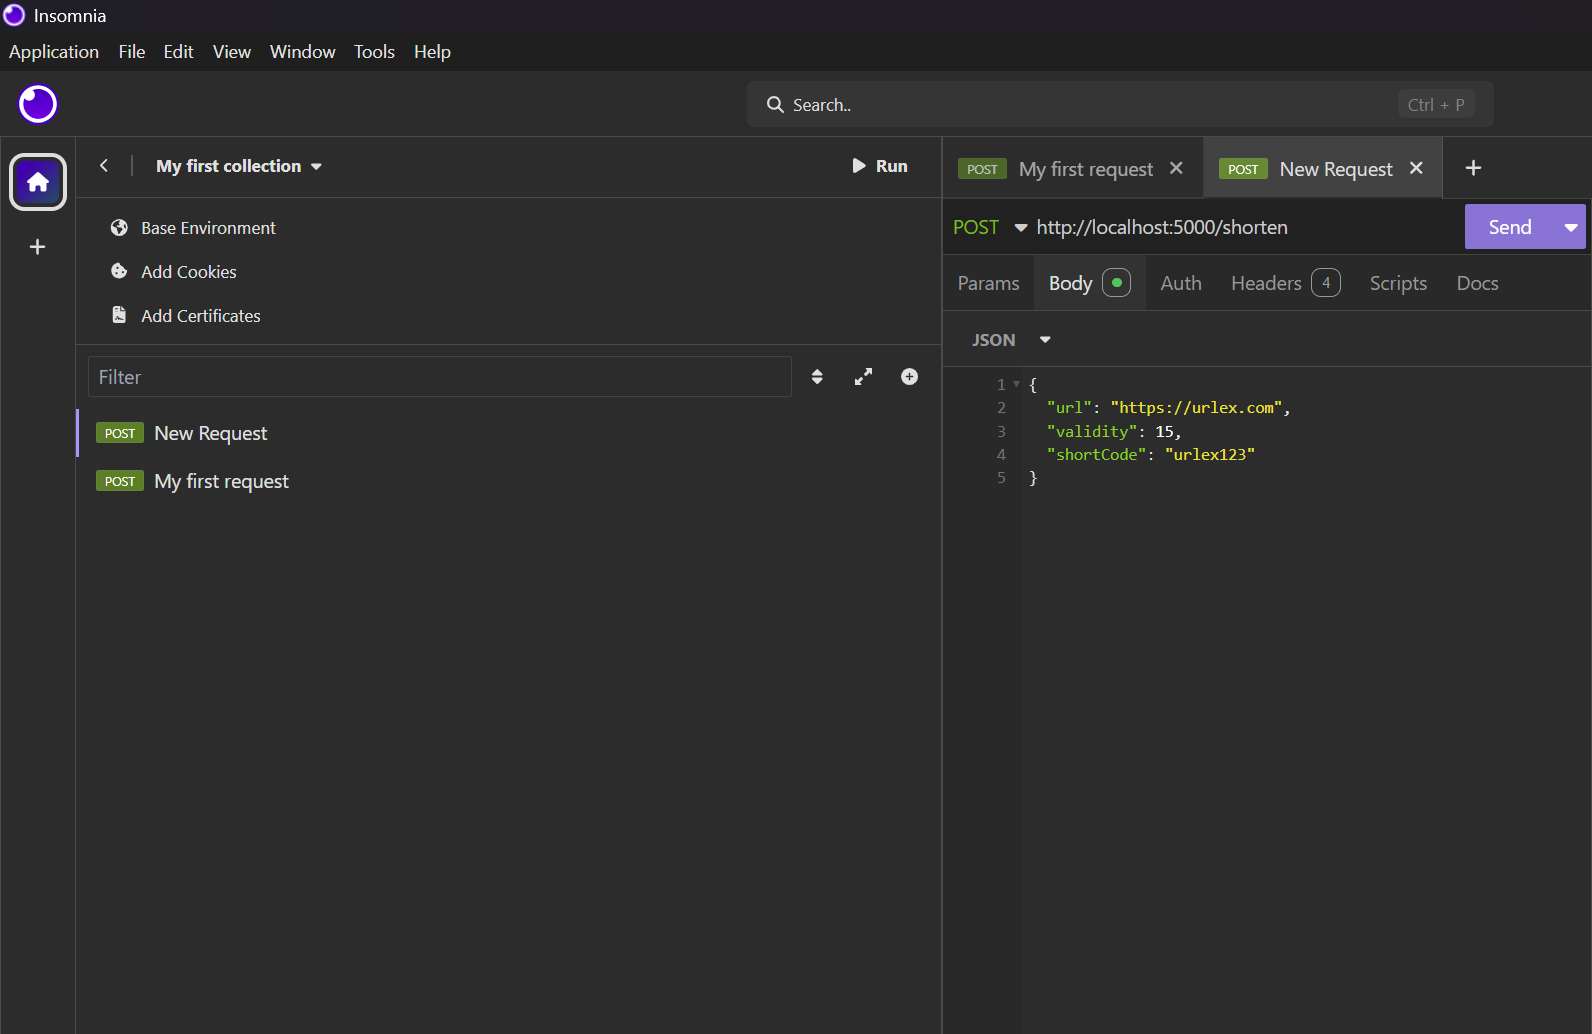 Insomnia
Application File Edit View Window Tools Help
Search.. Ctrl + P
My first collection Run
Base Environment
Add Cookies
Add Certificates
Filter
POST New Request
POST My first request
POST My first request POST New Request
POST http://localhost:5000/shorten Send
Params Body Auth Headers 4 Scripts Docs
JSON
1 {
2 "url": "https://urlex.com",
3 "validity": 15,
4 "shortCode": "urlex123"
5 }